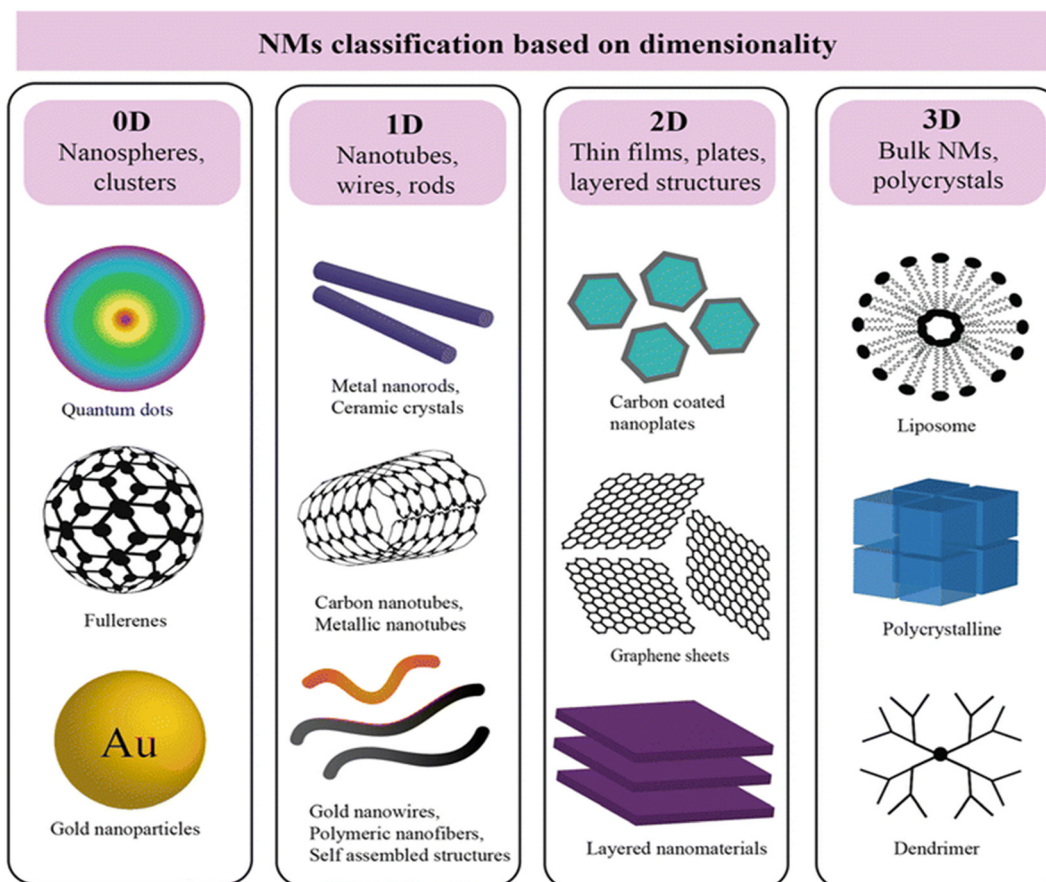 NMs classification based on dimensionality
0D
Nanospheres,
clusters
Quantum dots
Fullerenes
Au
Gold nanoparticles
1D
Nanotubes,
wires, rods
Metal nanorods,
Ceramic crystals
Carbon nanotubes,
Metallic nanotubes
Gold nanowires,
Polymeric nanofibers,
Self assembled structures
2D
Thin films, plates,
layered structures
Carbon coated
nanoplates
Graphene sheets
Layered nanomaterials
3D
Bulk NMs,
polycrystals
Liposome
Polycrystalline
Dendrimer